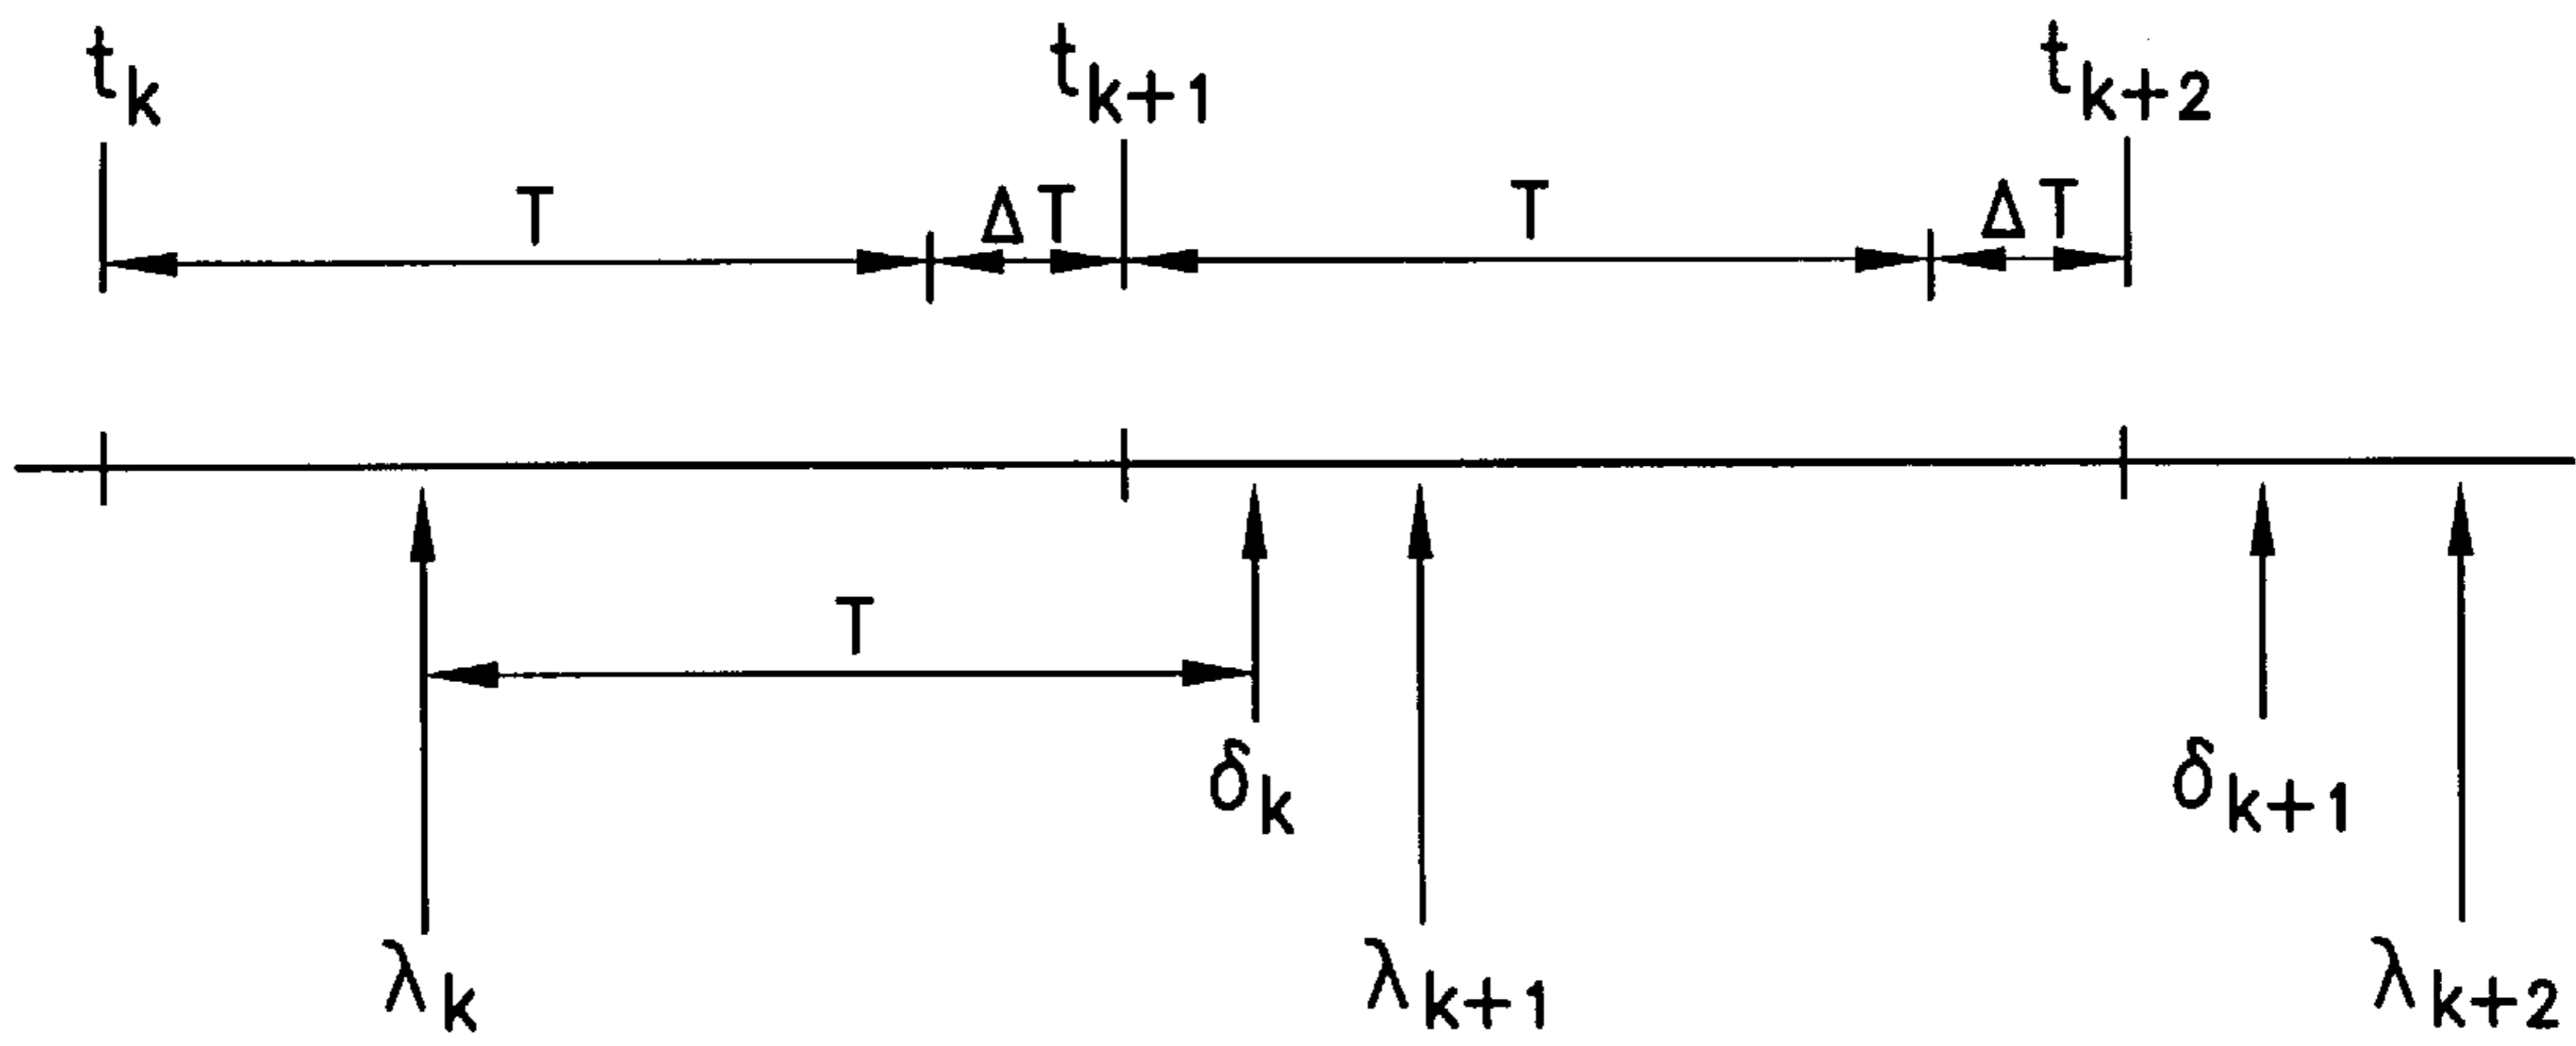 t_k t_{k+1} t_{k+2}
T ΔT T ΔT
T
δ_k δ_{k+1}
λ_k λ_{k+1} λ_{k+2}